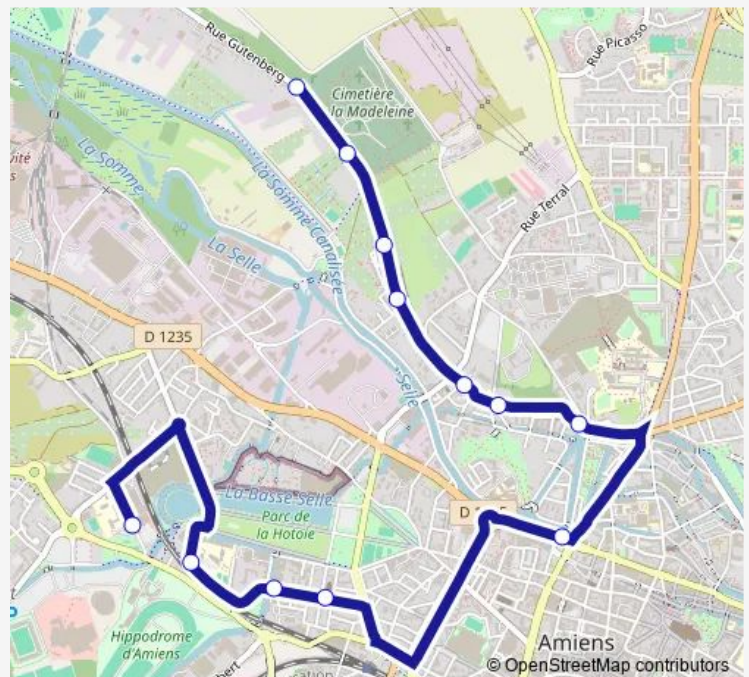 Rue Gutenberg
Rue Picasso
Cimetière
la Madeleine
La Somme
La Somme Canalisée
Rue Terral
La Selle
D 1235
Selle
La Basse Selle
Parc de
la Hotoie
Hippodrome
d'Amiens
Amiens
© OpenStreetMap contributors